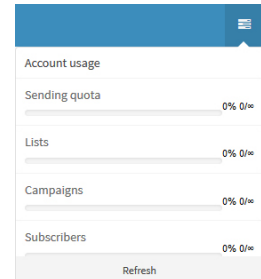 Account usage
Sending quota
0% 0/∞
Lists
0% 0/∞
Campaigns
0% 0/∞
Subscribers
0% 0/∞
Refresh